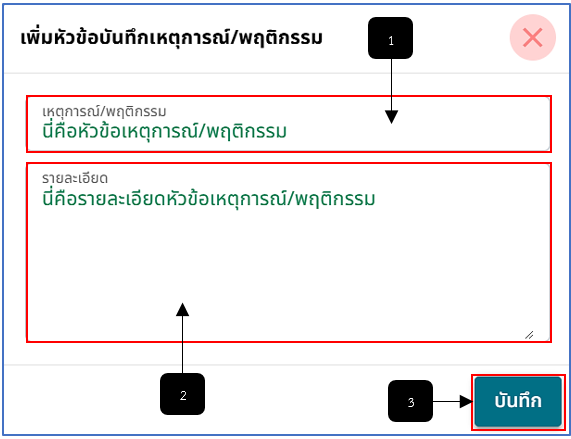 เพิ่มหัวข้อบันทึกเหตุการณ์/พฤติกรรม
1
เหตุการณ์/พฤติกรรม
นี่คือหัวข้อเหตุการณ์/พฤติกรรม
รายละเอียด
นี่คือรายละเอียดหัวข้อเหตุการณ์/พฤติกรรม
2
3
บันทึก